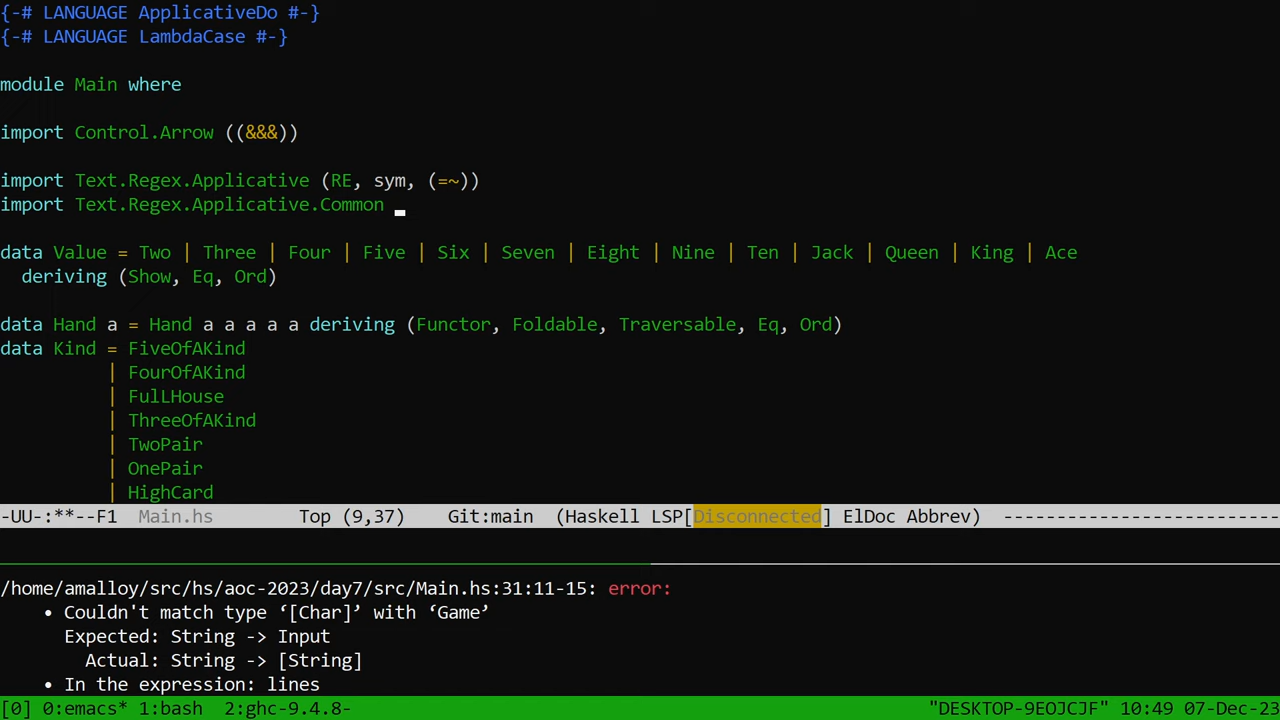 {-# LANGUAGE ApplicativeDo #-}
{-# LANGUAGE LambdaCase #-}
module Main where
import Control.Arrow ((&&&))
import Text.Regex.Applicative (RE, sym, (=~))
import Text.Regex.Applicative.Common
data Value = Two | Three | Four | Five | Six | Seven | Eight | Nine | Ten | Jack | Queen | King | Ace
  deriving (Show, Eq, Ord)
data Hand a = Hand a a a a a deriving (Functor, Foldable, Traversable, Eq, Ord)
data Kind = FiveOfAKind
          | FourOfAKind
          | FulLHouse
          | ThreeOfAKind
          | TwoPair
          | OnePair
          | HighCard
-UU-:**--F1  Main.hs        Top (9,37)    Git:main  (Haskell LSP[Disconnected] ElDoc Abbrev) --------------------------
/home/amalloy/src/hs/aoc-2023/day7/src/Main.hs:31:11-15: error:
    • Couldn't match type ‘[Char]’ with ‘Game’
      Expected: String -> Input
        Actual: String -> [String]
    • In the expression: lines
[0] 0:emacs* 1:bash  2:ghc-9.4.8- "DESKTOP-9EOJCJF" 10:49 07-Dec-23